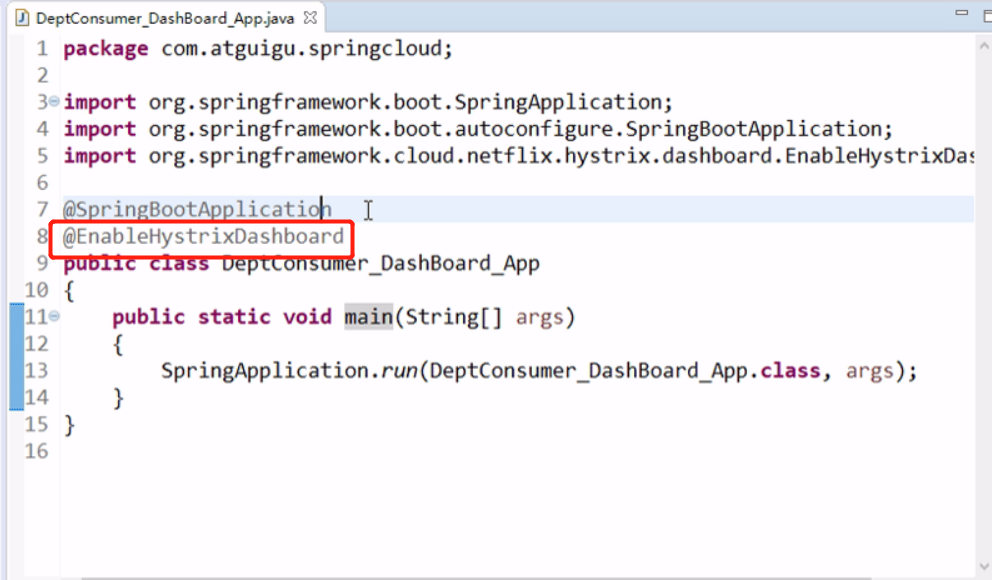 DeptConsumer_DashBoard_App.java
1 package com.atguigu.springcloud;
2
3 import org.springframework.boot.SpringApplication;
4 import org.springframework.boot.autoconfigure.SpringBootApplication;
5 import org.springframework.cloud.netflix.hystrix.dashboard.EnableHystrixDas
6
7 @SpringBootApplication
8 @EnableHystrixDashboard
9 public class DeptConsumer_DashBoard_App
10 {
11 public static void main(String[] args)
12 {
13 SpringApplication.run(DeptConsumer_DashBoard_App.class, args);
14 }
15 }
16